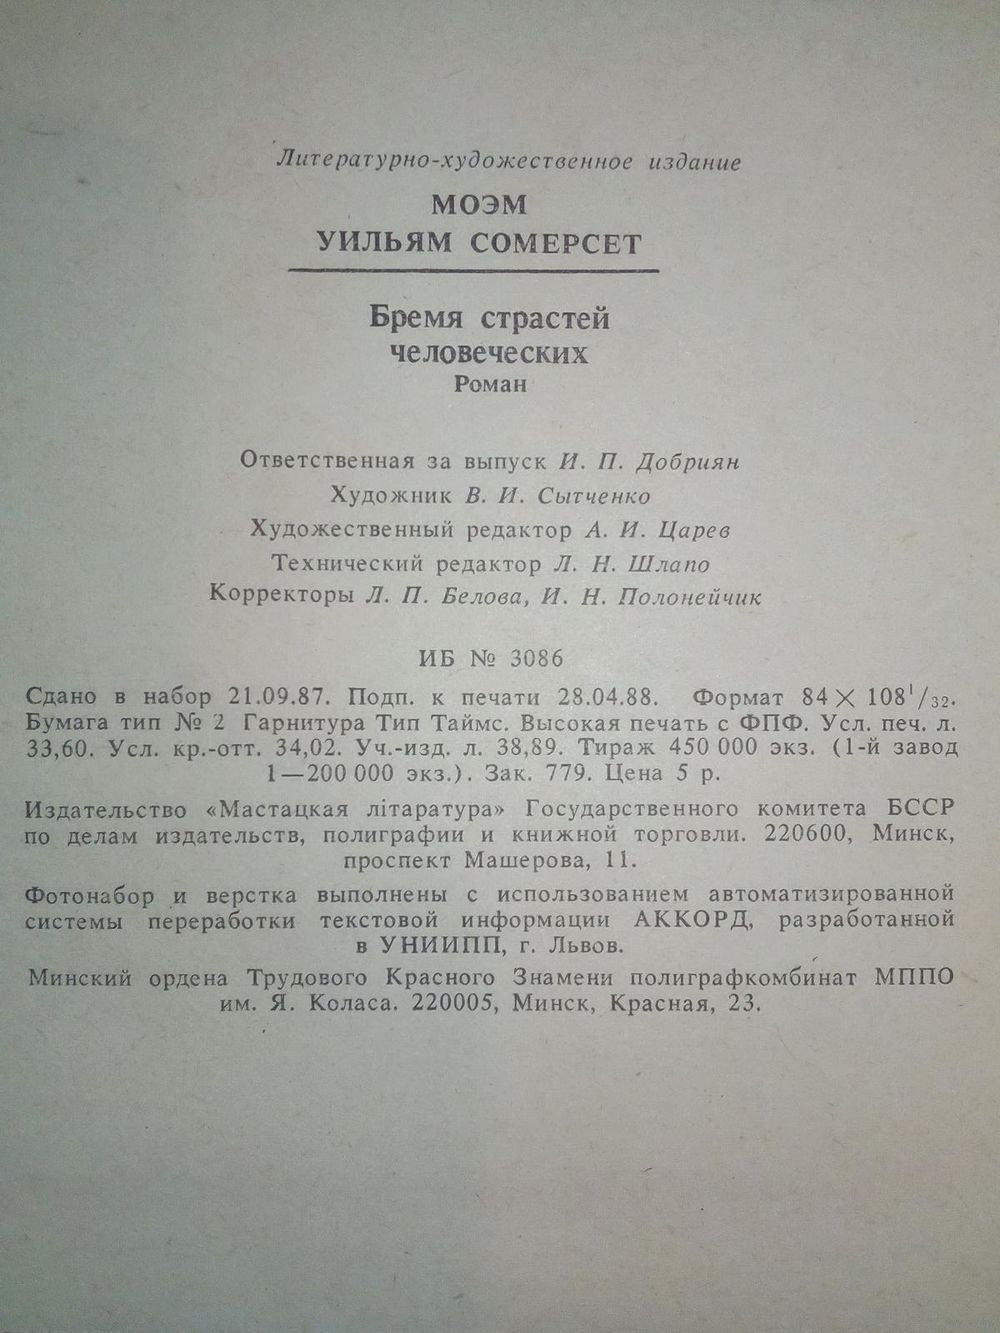 Литературно-художественное издание
МОЭМ
УИЛЬЯМ СОМЕРСЕТ
Бремя страстей
человеческих
Роман
Ответственная за выпуск И. П. Добриян
Художник В. И. Сытченко
Художественный редактор А. И. Царев
Технический редактор Л. Н. Шлапо
Корректоры Л. П. Белова, И. Н. Полонейчик
ИБ № 3086
Сдано в набор 21.09.87. Подп. к печати 28.04.88. Формат 84 × 108¹/₃₂.
Бумага тип № 2 Гарнитура Тип Таймс. Высокая печать с ФПФ. Усл. печ. л.
33,60. Усл. кр.-отт. 34,02. Уч.-изд. л. 38,89. Тираж 450 000 экз. (1-й завод
1—200 000 экз.). Зак. 779. Цена 5 р.
Издательство «Мастацкая літаратура» Государственного комитета БССР
по делам издательств, полиграфии и книжной торговли. 220600, Минск,
проспект Машерова, 11.
Фотонабор и верстка выполнены с использованием автоматизированной
системы переработки текстовой информации АККОРД, разработанной
в УНИИПП, г. Львов.
Минский ордена Трудового Красного Знамени полиграфкомбинат МППО
им. Я. Коласа. 220005, Минск, Красная, 23.